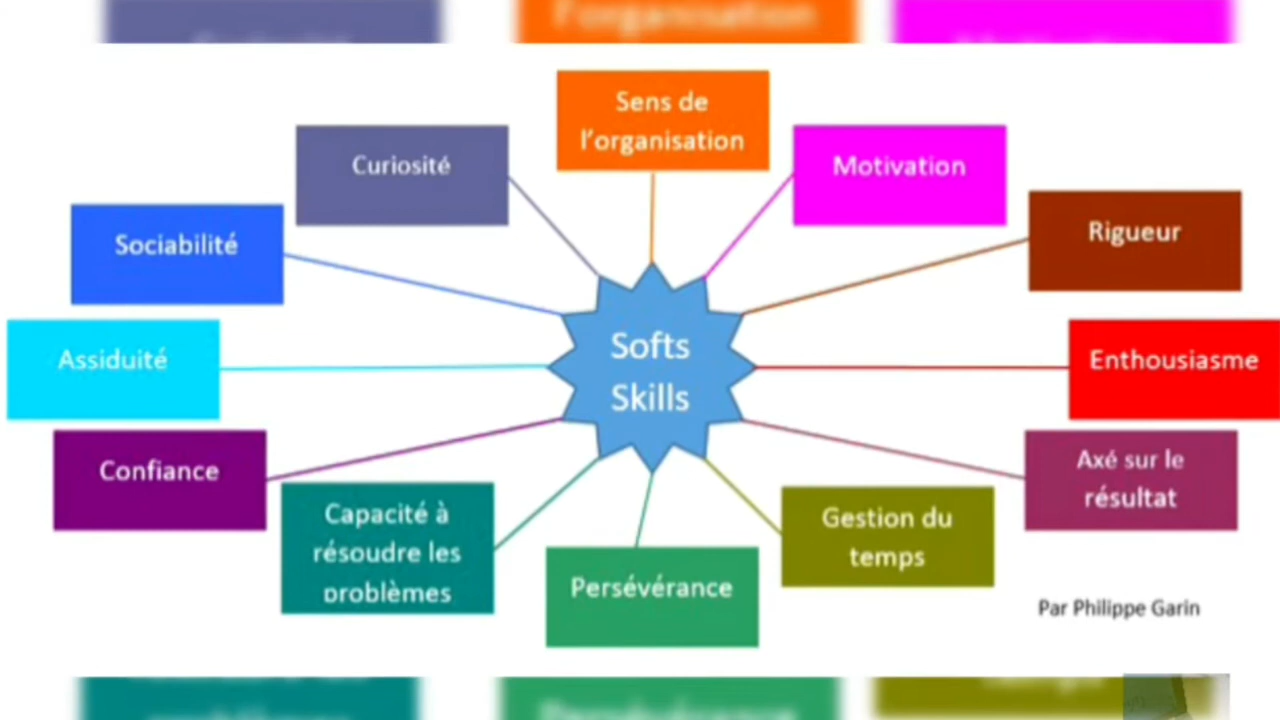 l'organisation
Sens de
l'organisation
Curiosité
Motivation
Sociabilité
Rigueur
Assiduité
Softs
Skills
Enthousiasme
Confiance
Axé sur le
résultat
Capacité à
résoudre les
problèmes
Gestion du
temps
Persévérance
Par Philippe Garin